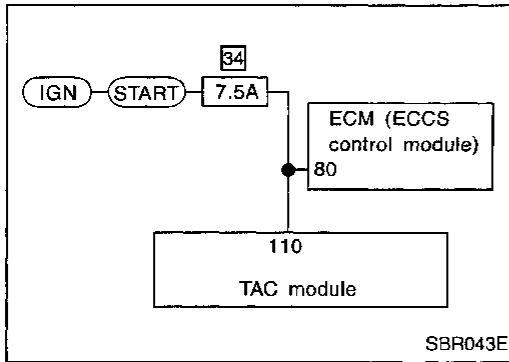 34
IGN
START
7.5A
ECM (ECCS
control module)
80
110
TAC module
SBR043E